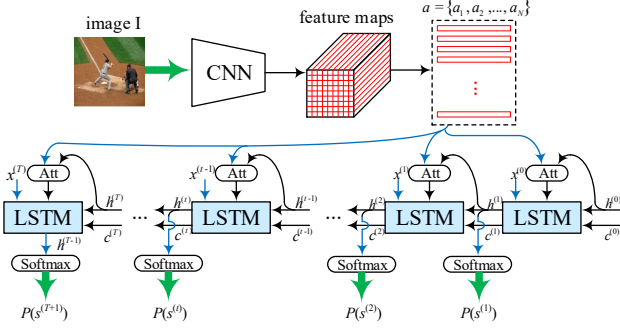 image I
CNN
feature maps
a = {a₁, a₂, ..., a_N}
⋮
x^(T) Att h^(T) x^(t-1) Att h^(t-1) x^(1) Att h^(1) x^(0) Att h^(0)
LSTM ... h^(t) LSTM ... h^(2) LSTM LSTM
c^(T) c^(t) c^(t-1) c^(2) c^(1) c^(0)
h^(T-1)
Softmax Softmax Softmax Softmax
P(s^(T+1)) P(s^(t)) P(s^(2)) P(s^(1))